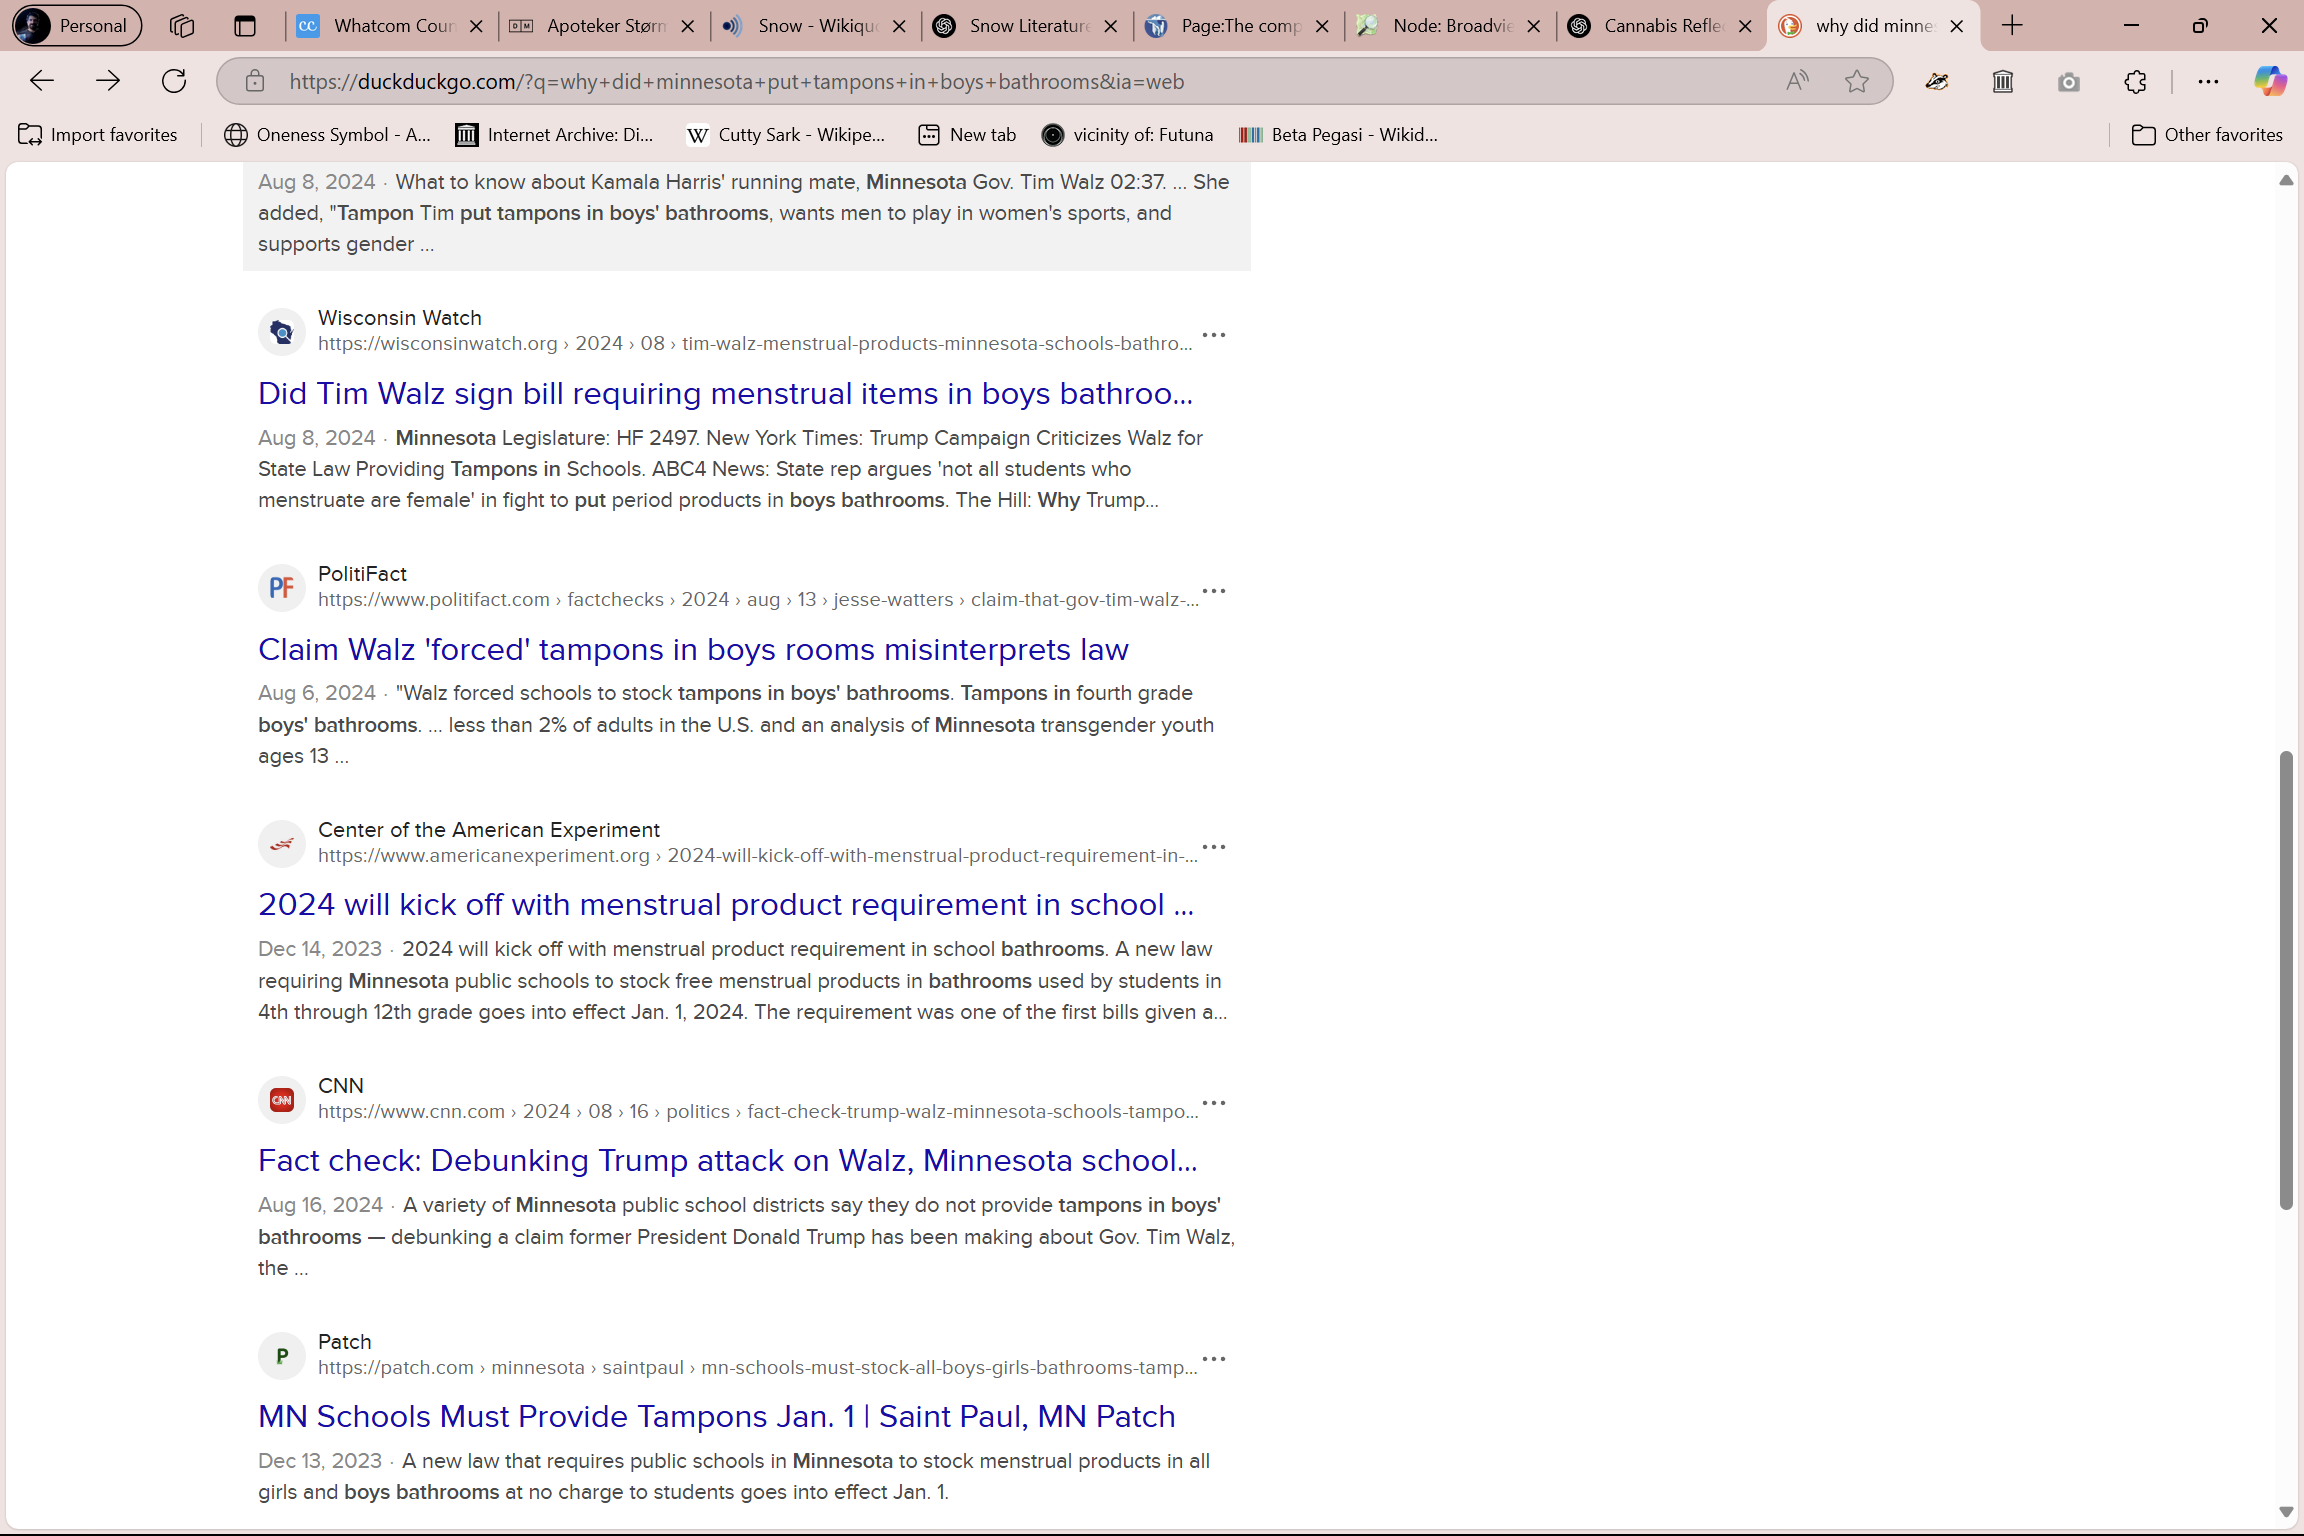 Personal
Whatcom Coun
Apoteker Størm
Snow - Wikiquo
Snow Literature
Page:The comp
Node: Broadvie
Cannabis Reflec
why did minnes
https://duckduckgo.com/?q=why+did+minnesota+put+tampons+in+boys+bathrooms&ia=web
Import favorites
Oneness Symbol - A...
Internet Archive: Di...
Cutty Sark - Wikipe...
New tab
vicinity of: Futuna
Beta Pegasi - Wikid...
Other favorites
Aug 8, 2024 · What to know about Kamala Harris' running mate, Minnesota Gov. Tim Walz 02:37. ... She
added, "Tampon Tim put tampons in boys' bathrooms, wants men to play in women's sports, and
supports gender ...
Wisconsin Watch
https://wisconsinwatch.org › 2024 › 08 › tim-walz-menstrual-products-minnesota-schools-bathro...
Did Tim Walz sign bill requiring menstrual items in boys bathroo...
Aug 8, 2024 · Minnesota Legislature: HF 2497. New York Times: Trump Campaign Criticizes Walz for
State Law Providing Tampons in Schools. ABC4 News: State rep argues 'not all students who
menstruate are female' in fight to put period products in boys bathrooms. The Hill: Why Trump...
PF
PolitiFact
https://www.politifact.com › factchecks › 2024 › aug › 13 › jesse-watters › claim-that-gov-tim-walz-...
Claim Walz 'forced' tampons in boys rooms misinterprets law
Aug 6, 2024 · "Walz forced schools to stock tampons in boys' bathrooms. Tampons in fourth grade
boys' bathrooms. ... less than 2% of adults in the U.S. and an analysis of Minnesota transgender youth
ages 13 ...
Center of the American Experiment
https://www.americanexperiment.org › 2024-will-kick-off-with-menstrual-product-requirement-in-...
2024 will kick off with menstrual product requirement in school ...
Dec 14, 2023 · 2024 will kick off with menstrual product requirement in school bathrooms. A new law
requiring Minnesota public schools to stock free menstrual products in bathrooms used by students in
4th through 12th grade goes into effect Jan. 1, 2024. The requirement was one of the first bills given a...
CNN
CNN
https://www.cnn.com › 2024 › 08 › 16 › politics › fact-check-trump-walz-minnesota-schools-tampo...
Fact check: Debunking Trump attack on Walz, Minnesota school...
Aug 16, 2024 · A variety of Minnesota public school districts say they do not provide tampons in boys'
bathrooms — debunking a claim former President Donald Trump has been making about Gov. Tim Walz,
the ...
P
Patch
https://patch.com › minnesota › saintpaul › mn-schools-must-stock-all-boys-girls-bathrooms-tamp...
MN Schools Must Provide Tampons Jan. 1 | Saint Paul, MN Patch
Dec 13, 2023 · A new law that requires public schools in Minnesota to stock menstrual products in all
girls and boys bathrooms at no charge to students goes into effect Jan. 1.